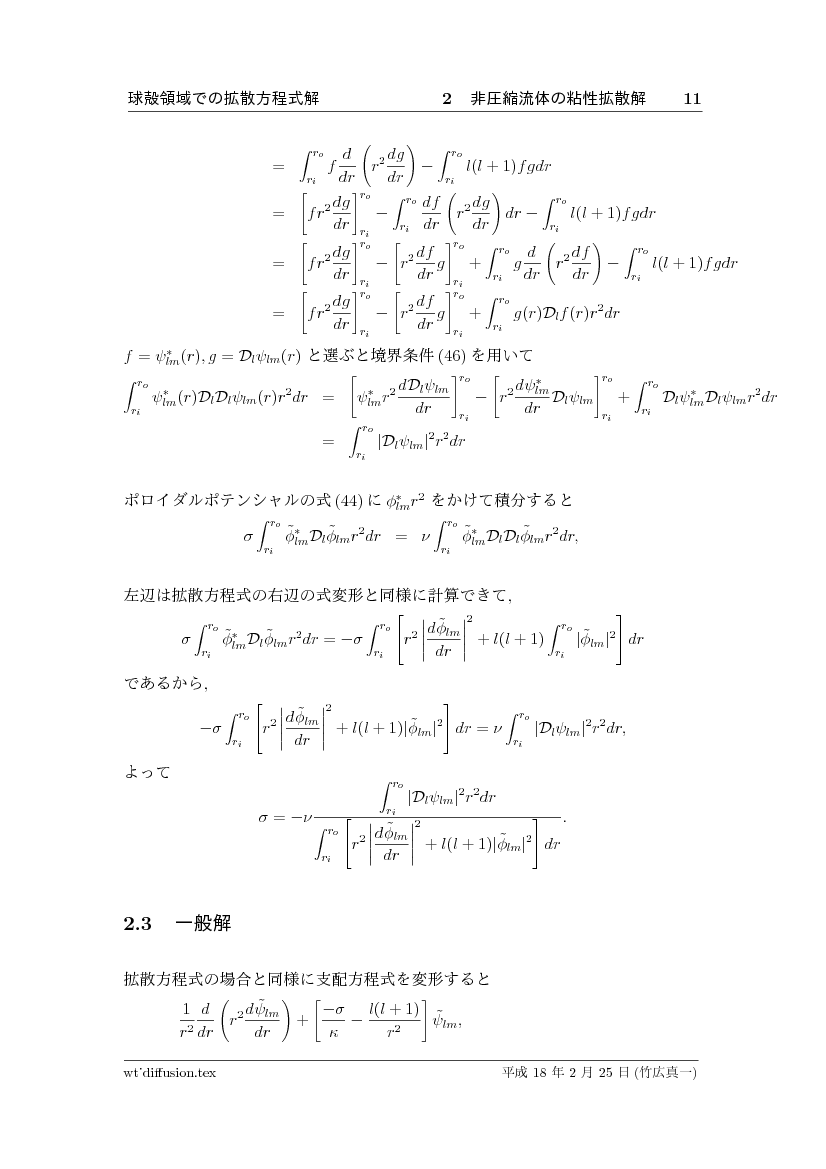 球殻領域での拡散方程式解 2 非圧縮流体の粘性拡散解 11
= \int_{r_i}^{r_o} f \frac{d}{dr} \left( r^2 \frac{dg}{dr} \right) - \int_{r_i}^{r_o} l(l+1)fgdr
= \left[ fr^2 \frac{dg}{dr} \right]_{r_i}^{r_o} - \int_{r_i}^{r_o} \frac{df}{dr} \left( r^2 \frac{dg}{dr} \right) dr - \int_{r_i}^{r_o} l(l+1)fgdr
= \left[ fr^2 \frac{dg}{dr} \right]_{r_i}^{r_o} - \left[ r^2 \frac{df}{dr} g \right]_{r_i}^{r_o} + \int_{r_i}^{r_o} g \frac{d}{dr} \left( r^2 \frac{df}{dr} \right) - \int_{r_i}^{r_o} l(l+1)fgdr
= \left[ fr^2 \frac{dg}{dr} \right]_{r_i}^{r_o} - \left[ r^2 \frac{df}{dr} g \right]_{r_i}^{r_o} + \int_{r_i}^{r_o} g(r) \mathcal{D}_l f(r) r^2 dr
f = \psi_{lm}^*(r), g = \mathcal{D}_l \psi_{lm}(r) と選ぶと境界条件 (46) を用いて
\int_{r_i}^{r_o} \psi_{lm}^*(r) \mathcal{D}_l \mathcal{D}_l \psi_{lm}(r) r^2 dr = \left[ \psi_{lm}^* r^2 \frac{d\mathcal{D}_l \psi_{lm}}{dr} \right]_{r_i}^{r_o} - \left[ r^2 \frac{d\psi_{lm}^*}{dr} \mathcal{D}_l \psi_{lm} \right]_{r_i}^{r_o} + \int_{r_i}^{r_o} \mathcal{D}_l \psi_{lm}^* \mathcal{D}_l \psi_{lm} r^2 dr
= \int_{r_i}^{r_o} |\mathcal{D}_l \psi_{lm}|^2 r^2 dr
ポロイダルポテンシャルの式 (44) に \phi_{lm}^* r^2 をかけて積分すると
\sigma \int_{r_i}^{r_o} \tilde{\phi}_{lm}^* \mathcal{D}_l \tilde{\phi}_{lm} r^2 dr = \nu \int_{r_i}^{r_o} \tilde{\phi}_{lm}^* \mathcal{D}_l \mathcal{D}_l \tilde{\phi}_{lm} r^2 dr,
左辺は拡散方程式の右辺の式変形と同様に計算できて,
\sigma \int_{r_i}^{r_o} \tilde{\phi}_{lm}^* \mathcal{D}_l \tilde{\phi}_{lm} r^2 dr = -\sigma \int_{r_i}^{r_o} \left[ r^2 \left| \frac{d\tilde{\phi}_{lm}}{dr} \right|^2 + l(l+1) \int_{r_i}^{r_o} |\tilde{\phi}_{lm}|^2 \right] dr
であるから,
-\sigma \int_{r_i}^{r_o} \left[ r^2 \left| \frac{d\tilde{\phi}_{lm}}{dr} \right|^2 + l(l+1)|\tilde{\phi}_{lm}|^2 \right] dr = \nu \int_{r_i}^{r_o} |\mathcal{D}_l \psi_{lm}|^2 r^2 dr,
よって
\sigma = -\nu \frac{\int_{r_i}^{r_o} |\mathcal{D}_l \psi_{lm}|^2 r^2 dr}{\int_{r_i}^{r_o} \left[ r^2 \left| \frac{d\tilde{\phi}_{lm}}{dr} \right|^2 + l(l+1)|\tilde{\phi}_{lm}|^2 \right] dr}.
2.3 一般解
拡散方程式の場合と同様に支配方程式を変形すると
\frac{1}{r^2} \frac{d}{dr} \left( r^2 \frac{d\tilde{\psi}_{lm}}{dr} \right) + \left[ \frac{-\sigma}{\kappa} - \frac{l(l+1)}{r^2} \right] \tilde{\psi}_{lm},
wt˙diffusion.tex 平成 18 年 2 月 25 日 (竹広真一)